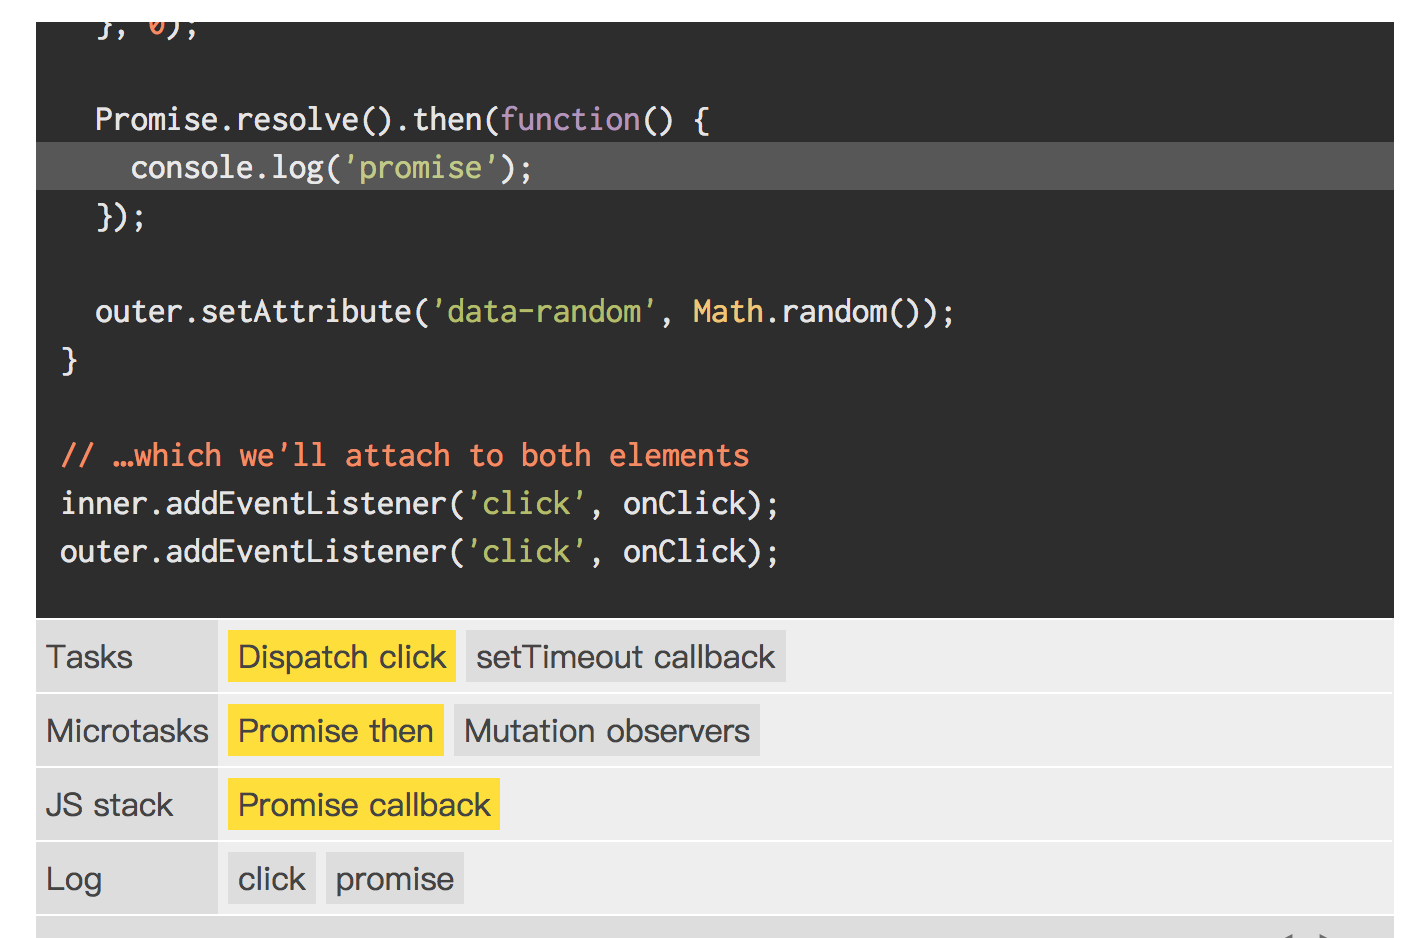 }, 0);
Promise.resolve().then(function() {
console.log('promise');
});
outer.setAttribute('data-random', Math.random());
}
// …which we'll attach to both elements
inner.addEventListener('click', onClick);
outer.addEventListener('click', onClick);
Tasks Dispatch click setTimeout callback
Microtasks Promise then Mutation observers
JS stack Promise callback
Log click promise